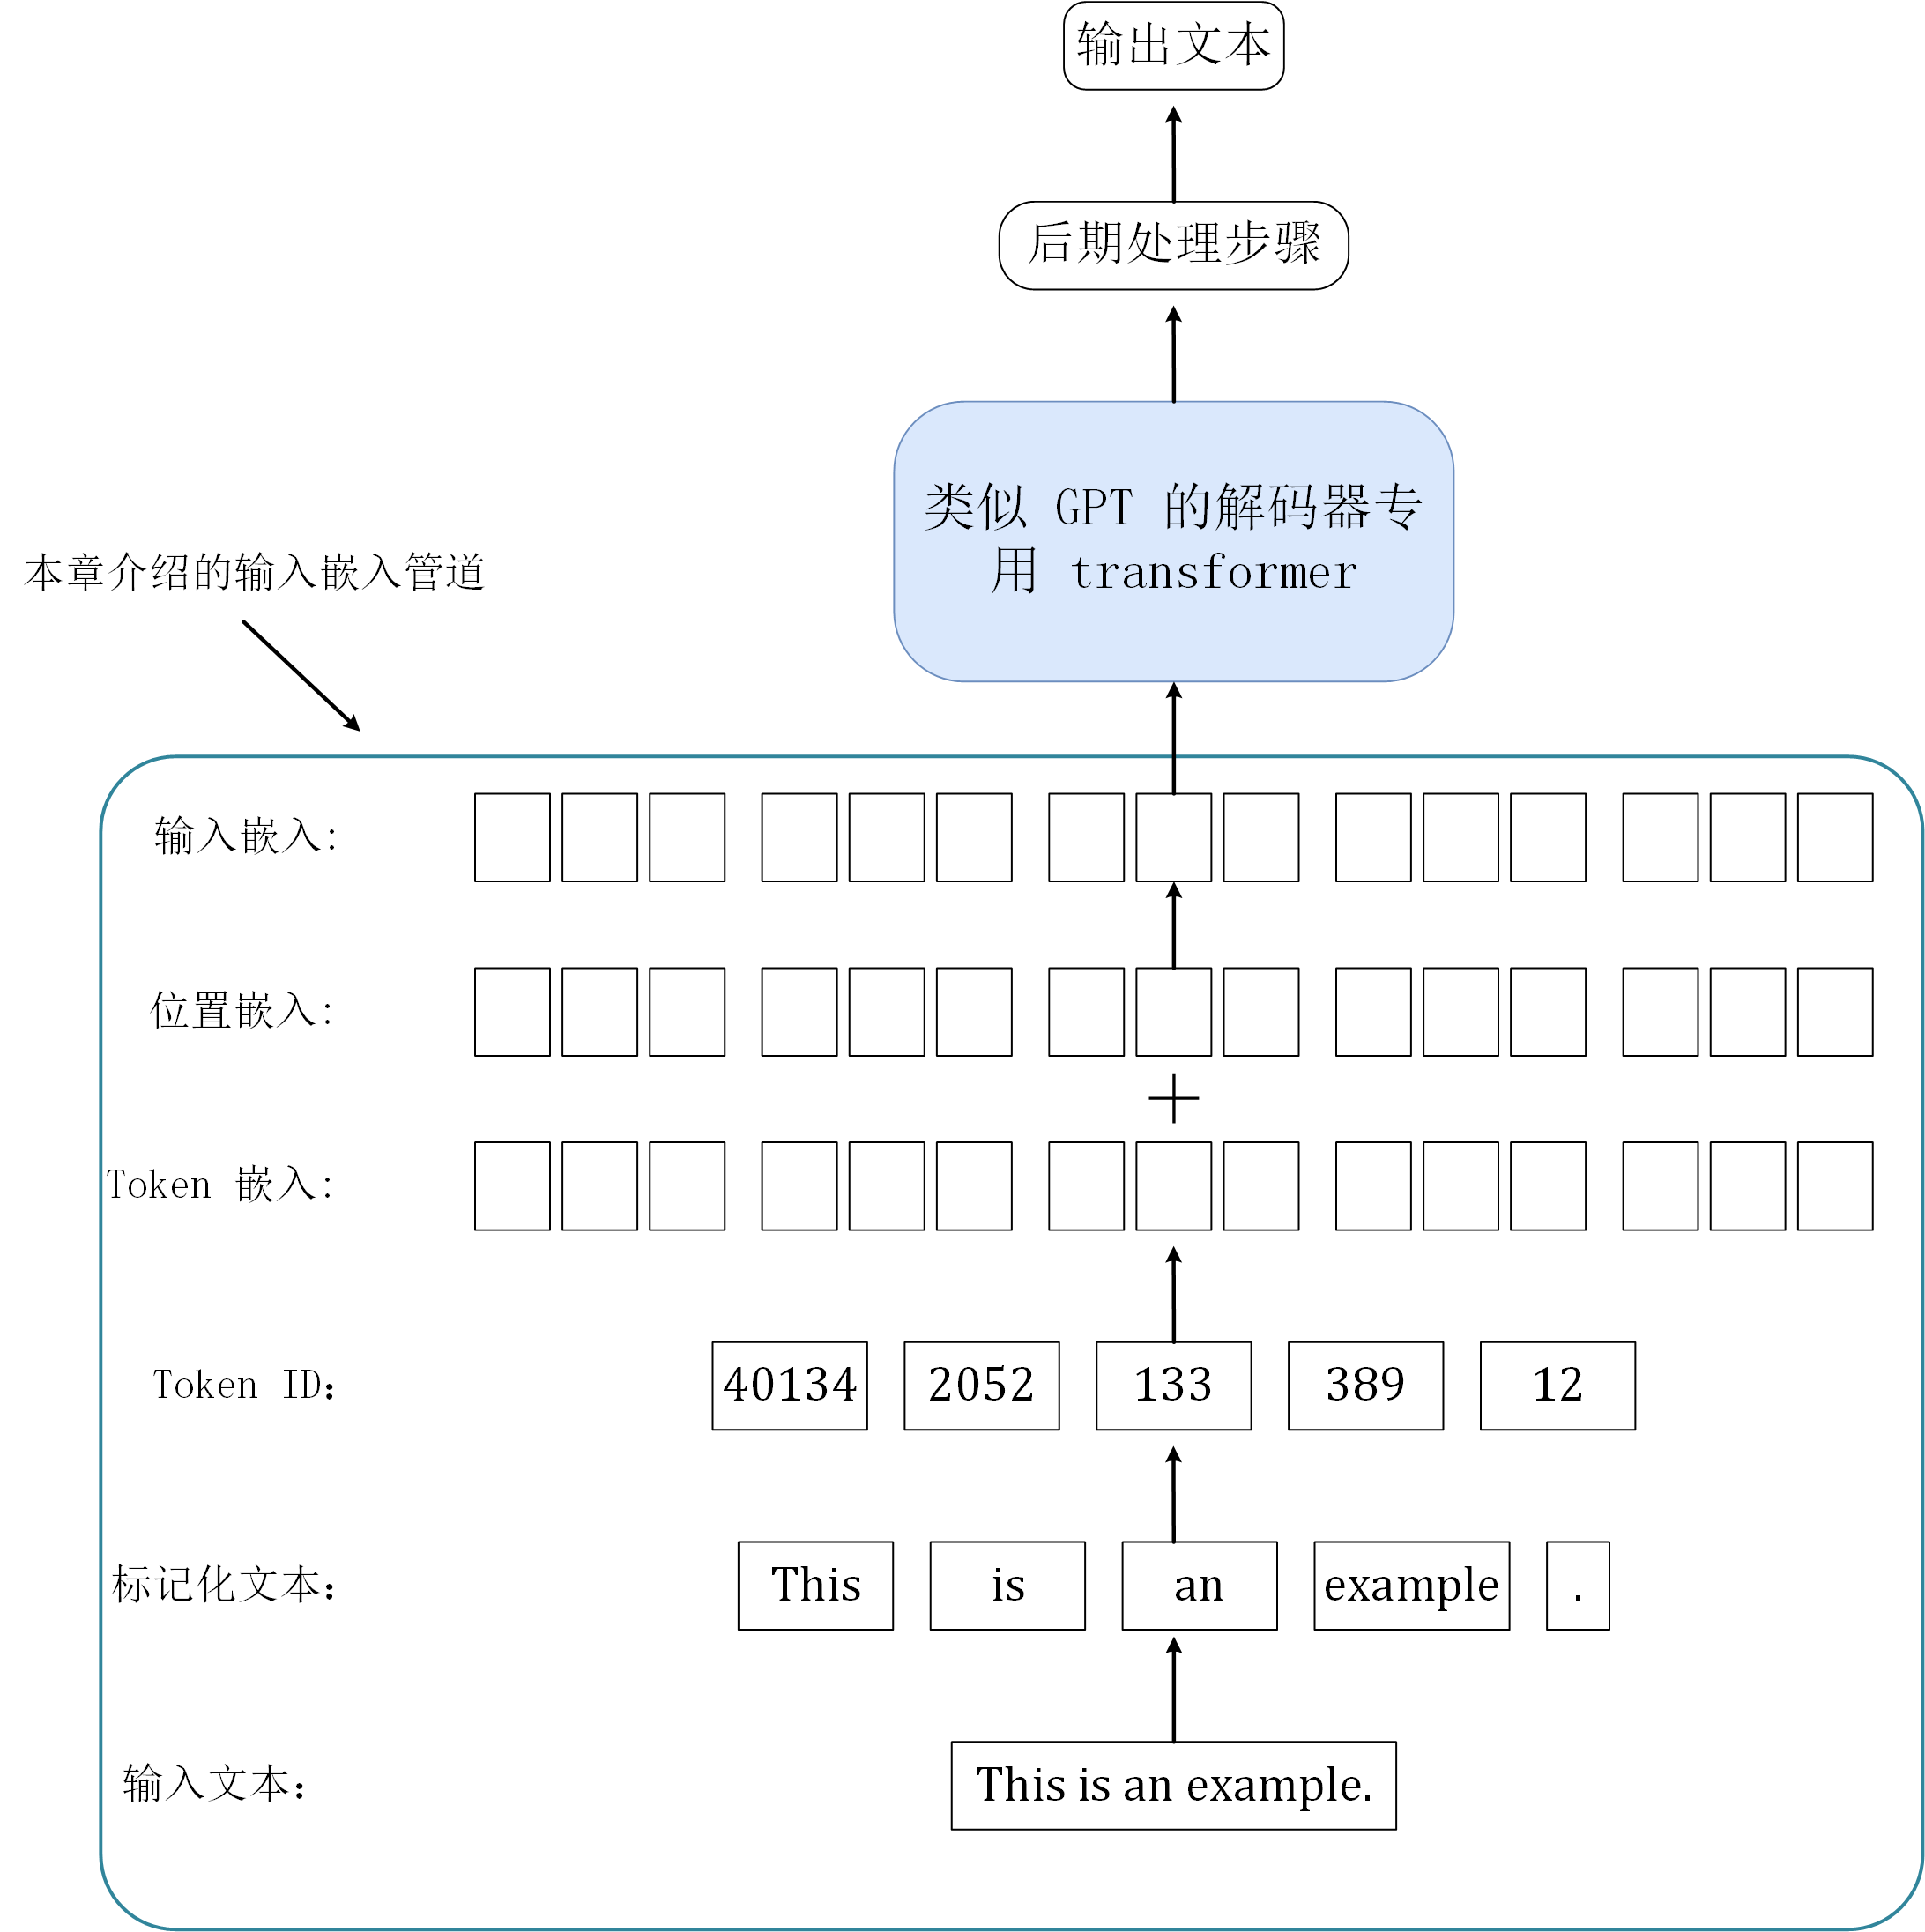 输出文本
后期处理步骤
类似 GPT 的解码器专
用 transformer
本章介绍的输入嵌入管道
输入嵌入:
位置嵌入:
+
Token 嵌入:
Token ID： 40134 2052 133 389 12
标记化文本： This is an example .
输入文本： This is an example.